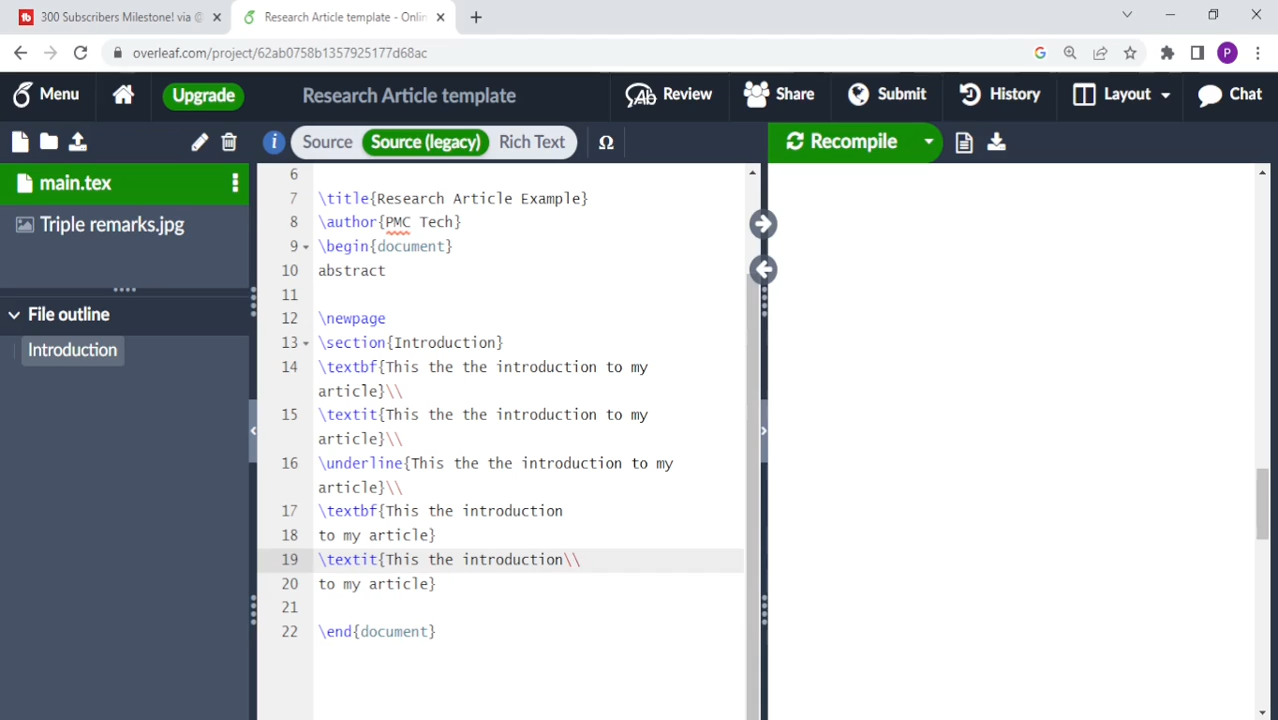 300 Subscribers Milestone! via @
Research Article template - Onlin
overleaf.com/project/62ab0758b1357925177d68ac
P
Menu
Upgrade
Research Article template
Review
Share
Submit
History
Layout
Chat
Source
Source (legacy)
Rich Text
Ω
Recompile
main.tex
Triple remarks.jpg
File outline
Introduction
6
7 \title{Research Article Example}
8 \author{PMC Tech}
9 \begin{document}
10 abstract
11
12 \newpage
13 \section{Introduction}
14 \textbf{This the the introduction to my
article}\\
15 \textit{This the the introduction to my
article}\\
16 \underline{This the the introduction to my
article}\\
17 \textbf{This the introduction
18 to my article}
19 \textit{This the introduction\\
20 to my article}
21
22 \end{document}